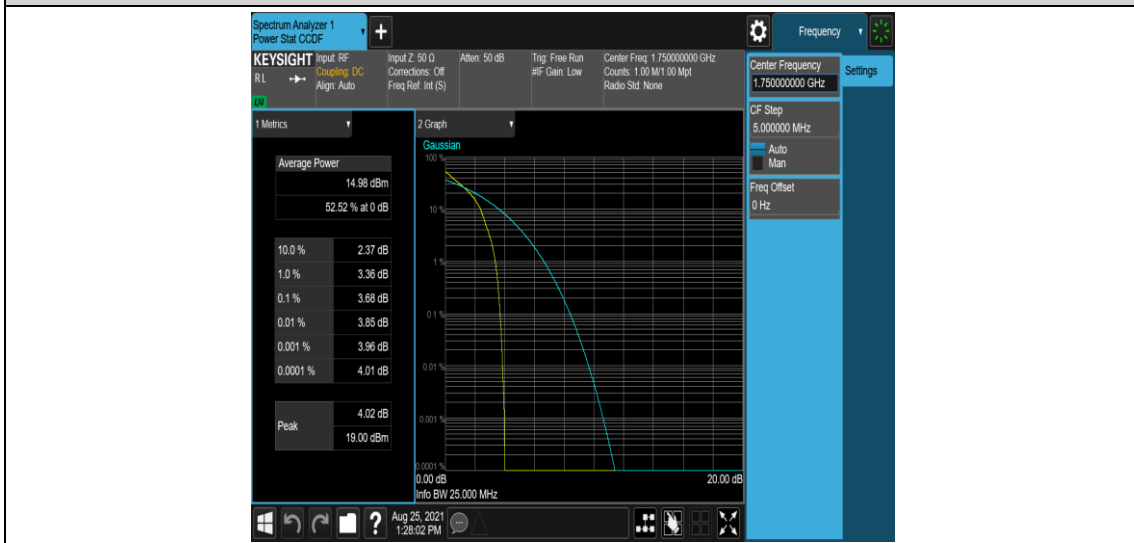 Spectrum Analyzer 1
Power Stat CCDF
+
Frequency
KEYSIGHT
RL
Input: RF
Coupling: DC
Align: Auto
Input Z: 50 Ω
Corrections: Off
Freq Ref: Int (S)
Atten: 50 dB
Trig: Free Run
#IF Gain: Low
Center Freq: 1.750000000 GHz
Counts: 1.00 M/1.00 Mpt
Radio Std: None
Center Frequency
1.750000000 GHz
Settings
CF Step
5.000000 MHz
Auto
Man
Freq Offset
0 Hz
1 Metrics
Average Power
14.98 dBm
52.52 % at 0 dB
10.0 % 2.37 dB
1.0 % 3.36 dB
0.1 % 3.68 dB
0.01 % 3.85 dB
0.001 % 3.96 dB
0.0001 % 4.01 dB
Peak
4.02 dB
19.00 dBm
2 Graph
Gaussian
100 %
10 %
1 %
0.1 %
0.01 %
0.001 %
0.0001 %
0.00 dB
20.00 dB
Info BW 25.000 MHz
?
Aug 25, 2021
1:28:02 PM